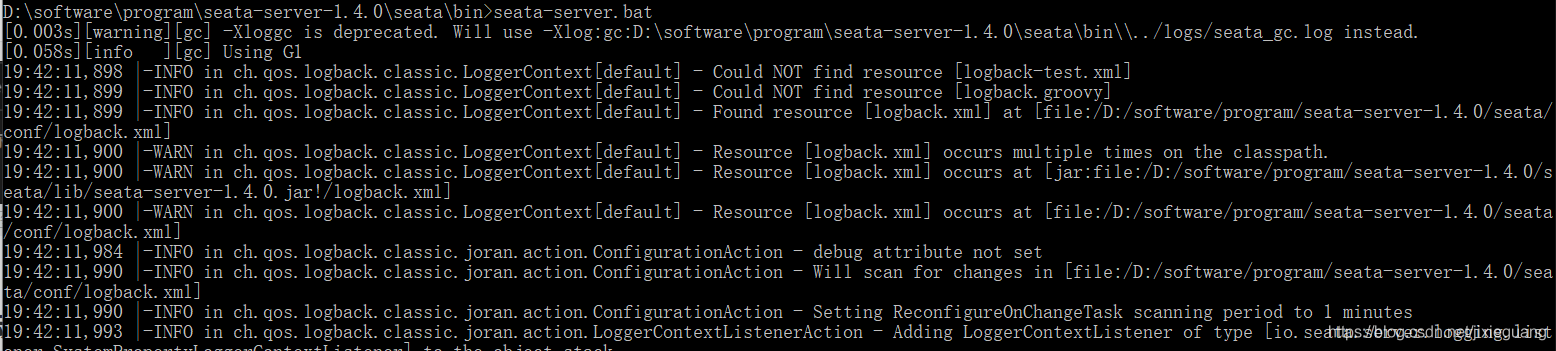 D:\software\program\seata-server-1.4.0\seata\bin>seata-server.bat
[0.003s][warning][gc] -Xloggc is deprecated. Will use -Xlog:gc:D:\software\program\seata-server-1.4.0\seata\bin\\../logs/seata_gc.log instead.
[0.058s][info   ][gc] Using G1
19:42:11,898 |-INFO in ch.qos.logback.classic.LoggerContext[default] - Could NOT find resource [logback-test.xml]
19:42:11,899 |-INFO in ch.qos.logback.classic.LoggerContext[default] - Could NOT find resource [logback.groovy]
19:42:11,899 |-INFO in ch.qos.logback.classic.LoggerContext[default] - Found resource [logback.xml] at [file:/D:/software/program/seata-server-1.4.0/seata/
conf/logback.xml]
19:42:11,900 |-WARN in ch.qos.logback.classic.LoggerContext[default] - Resource [logback.xml] occurs multiple times on the classpath.
19:42:11,900 |-WARN in ch.qos.logback.classic.LoggerContext[default] - Resource [logback.xml] occurs at [jar:file:/D:/software/program/seata-server-1.4.0/s
eata/lib/seata-server-1.4.0.jar!/logback.xml]
19:42:11,900 |-WARN in ch.qos.logback.classic.LoggerContext[default] - Resource [logback.xml] occurs at [file:/D:/software/program/seata-server-1.4.0/seata
/conf/logback.xml]
19:42:11,984 |-INFO in ch.qos.logback.classic.joran.action.ConfigurationAction - debug attribute not set
19:42:11,990 |-INFO in ch.qos.logback.classic.joran.action.ConfigurationAction - Will scan for changes in [file:/D:/software/program/seata-server-1.4.0/sea
ta/conf/logback.xml]
19:42:11,990 |-INFO in ch.qos.logback.classic.joran.action.ConfigurationAction - Setting ReconfigureOnChangeTask scanning period to 1 minutes
19:42:11,993 |-INFO in ch.qos.logback.classic.joran.action.LoggerContextListenerAction - Adding LoggerContextListener of type
ener.SystemPropertyLoggerContextListener] to the object stack